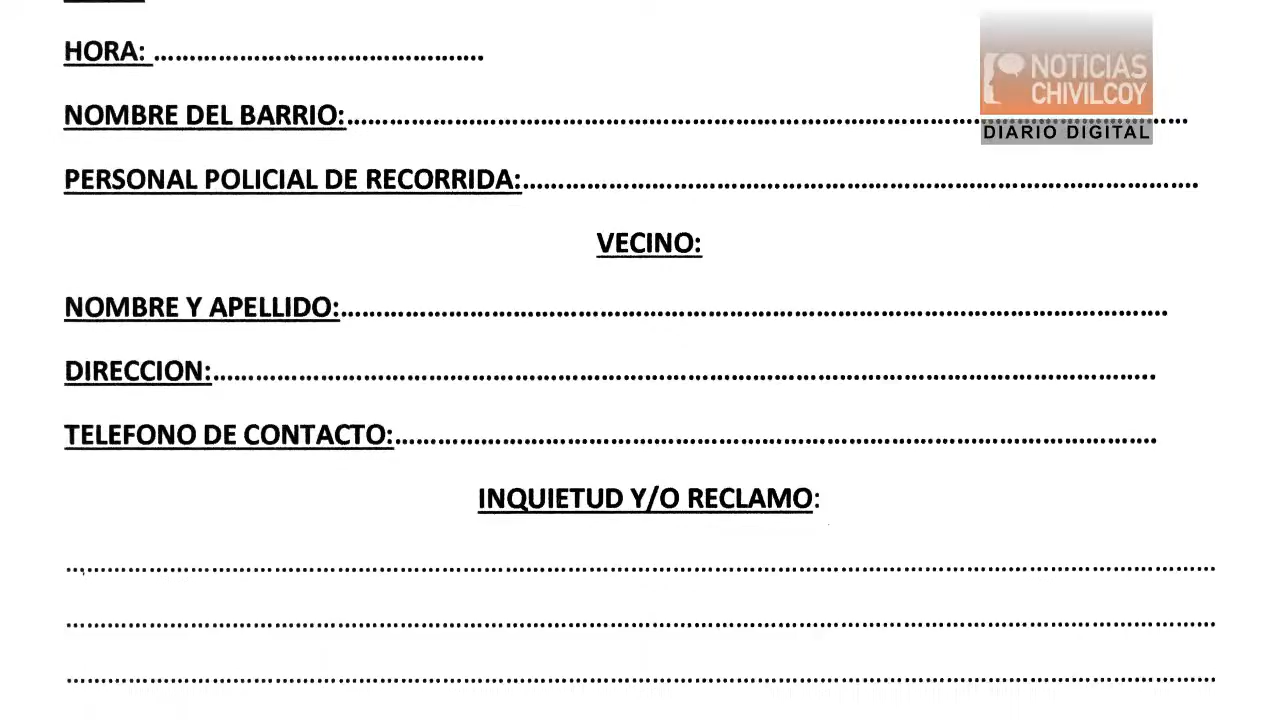 HORA: ................................................
NOMBRE DEL BARRIO:................................................................................................................
NOTICIAS
CHIVILCOY
DIARIO DIGITAL
PERSONAL POLICIAL DE RECORRIDA:................................................................................................
VECINO:
NOMBRE Y APELLIDO:................................................................................................................
DIRECCION:................................................................................................................................
TELEFONO DE CONTACTO:.........................................................................................................
INQUIETUD Y/O RECLAMO:
................................................................................................................................................
................................................................................................................................................
................................................................................................................................................